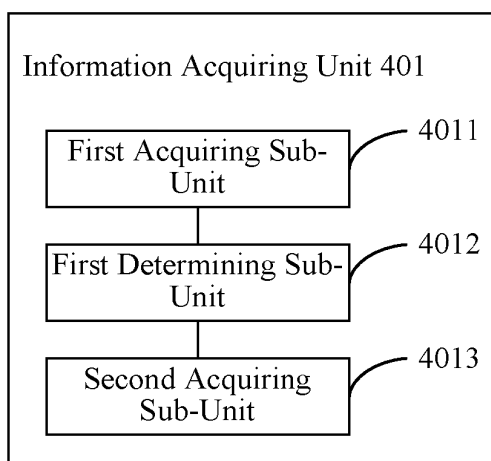 Information Acquiring Unit 401
4011
First Acquiring Sub-
Unit
4012
First Determining Sub-
Unit
4013
Second Acquiring
Sub-Unit